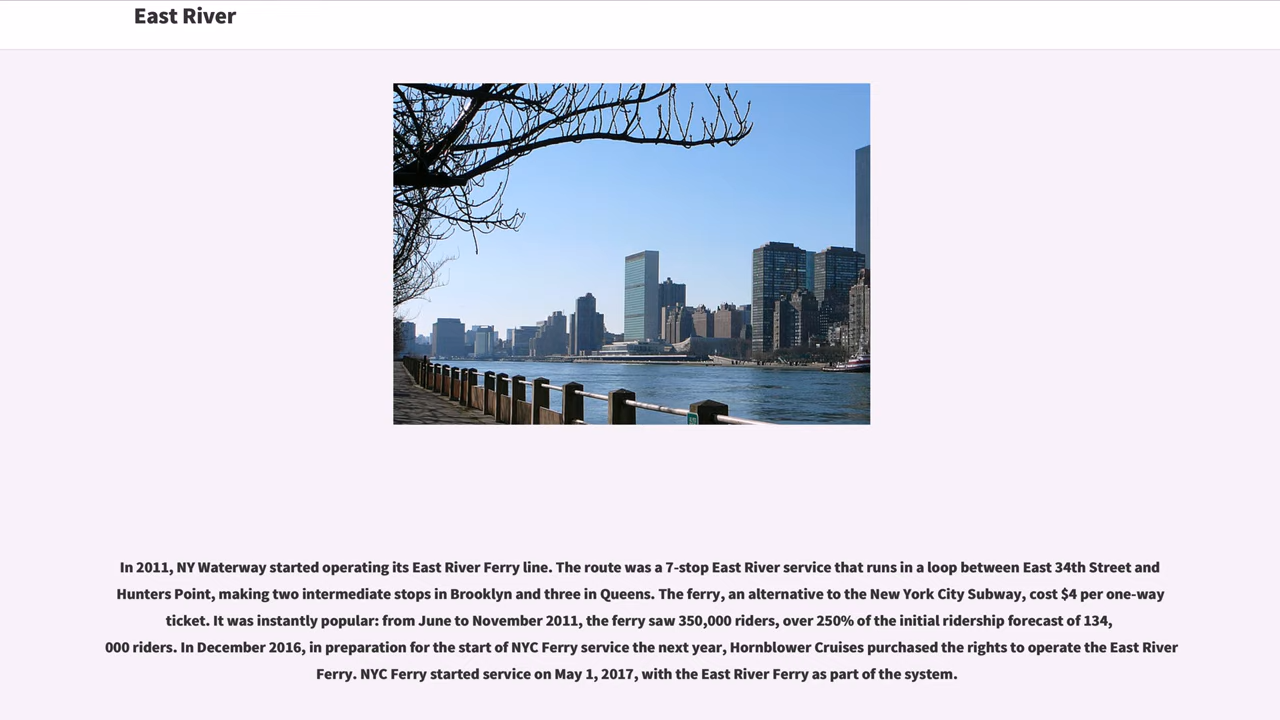 East River
In 2011, NY Waterway started operating its East River Ferry line. The route was a 7-stop East River service that runs in a loop between East 34th Street and
Hunters Point, making two intermediate stops in Brooklyn and three in Queens. The ferry, an alternative to the New York City Subway, cost $4 per one-way
ticket. It was instantly popular: from June to November 2011, the ferry saw 350,000 riders, over 250% of the initial ridership forecast of 134,
000 riders. In December 2016, in preparation for the start of NYC Ferry service the next year, Hornblower Cruises purchased the rights to operate the East River
Ferry. NYC Ferry started service on May 1, 2017, with the East River Ferry as part of the system.